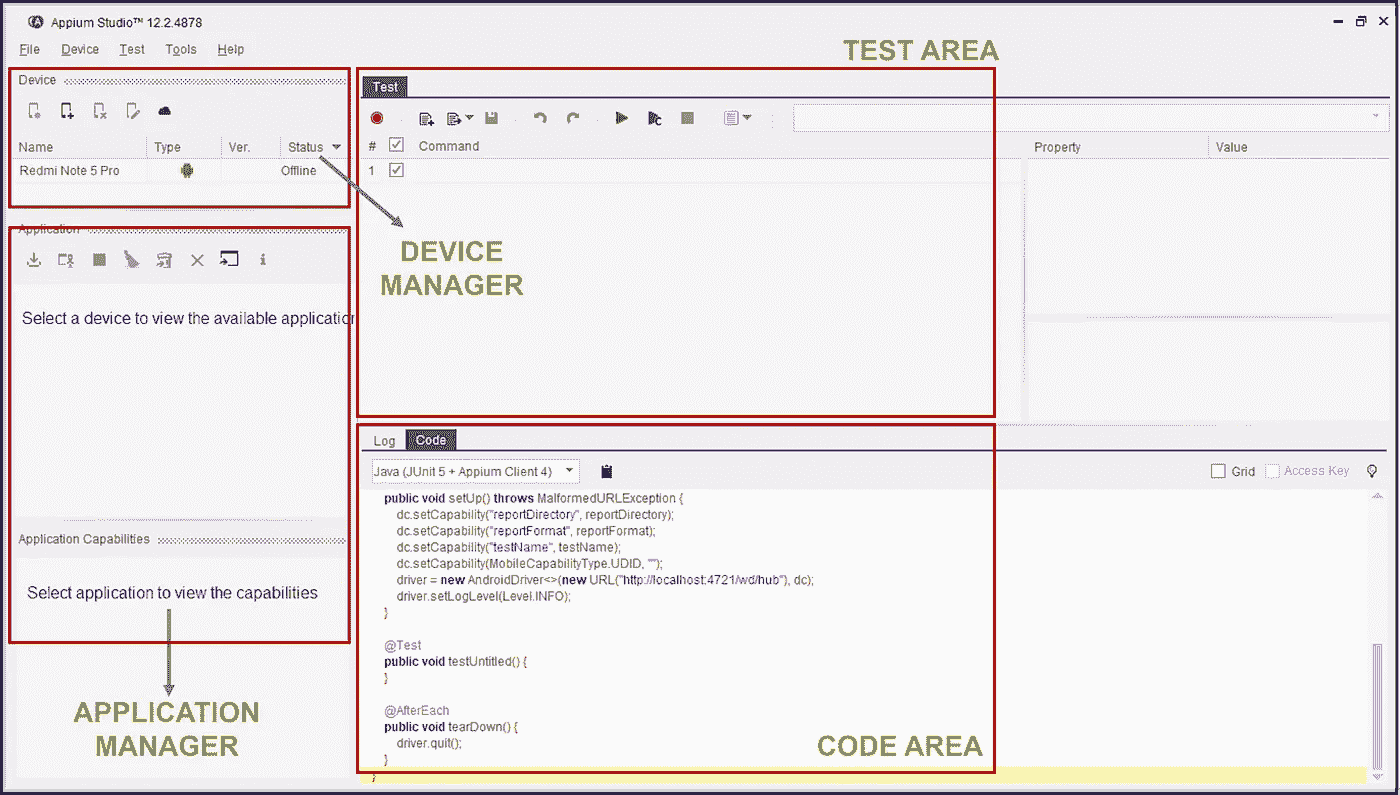 Appium Studio™ 12.2.4878
File Device Test Tools Help
TEST AREA
Device
Name Type Ver. Status
Redmi Note 5 Pro Offline
Test
# Command
1
Property Value
DEVICE
MANAGER
Application
Select a device to view the available application
Application Capabilities
Select application to view the capabilities
APPLICATION
MANAGER
Log Code
Java (JUnit 5 + Appium Client 4)
Grid Access Key
public void setUp() throws MalformedURLException {
dc.setCapability("reportDirectory", reportDirectory);
dc.setCapability("reportFormat", reportFormat);
dc.setCapability("testName", testName);
dc.setCapability(MobileCapabilityType.UDID, "");
driver = new AndroidDriver<>(new URL("http://localhost:4721/wd/hub"), dc);
driver.setLogLevel(Level.INFO);
}
@Test
public void testUntitled() {
}
@AfterEach
public void tearDown() {
driver.quit();
}
}
CODE AREA